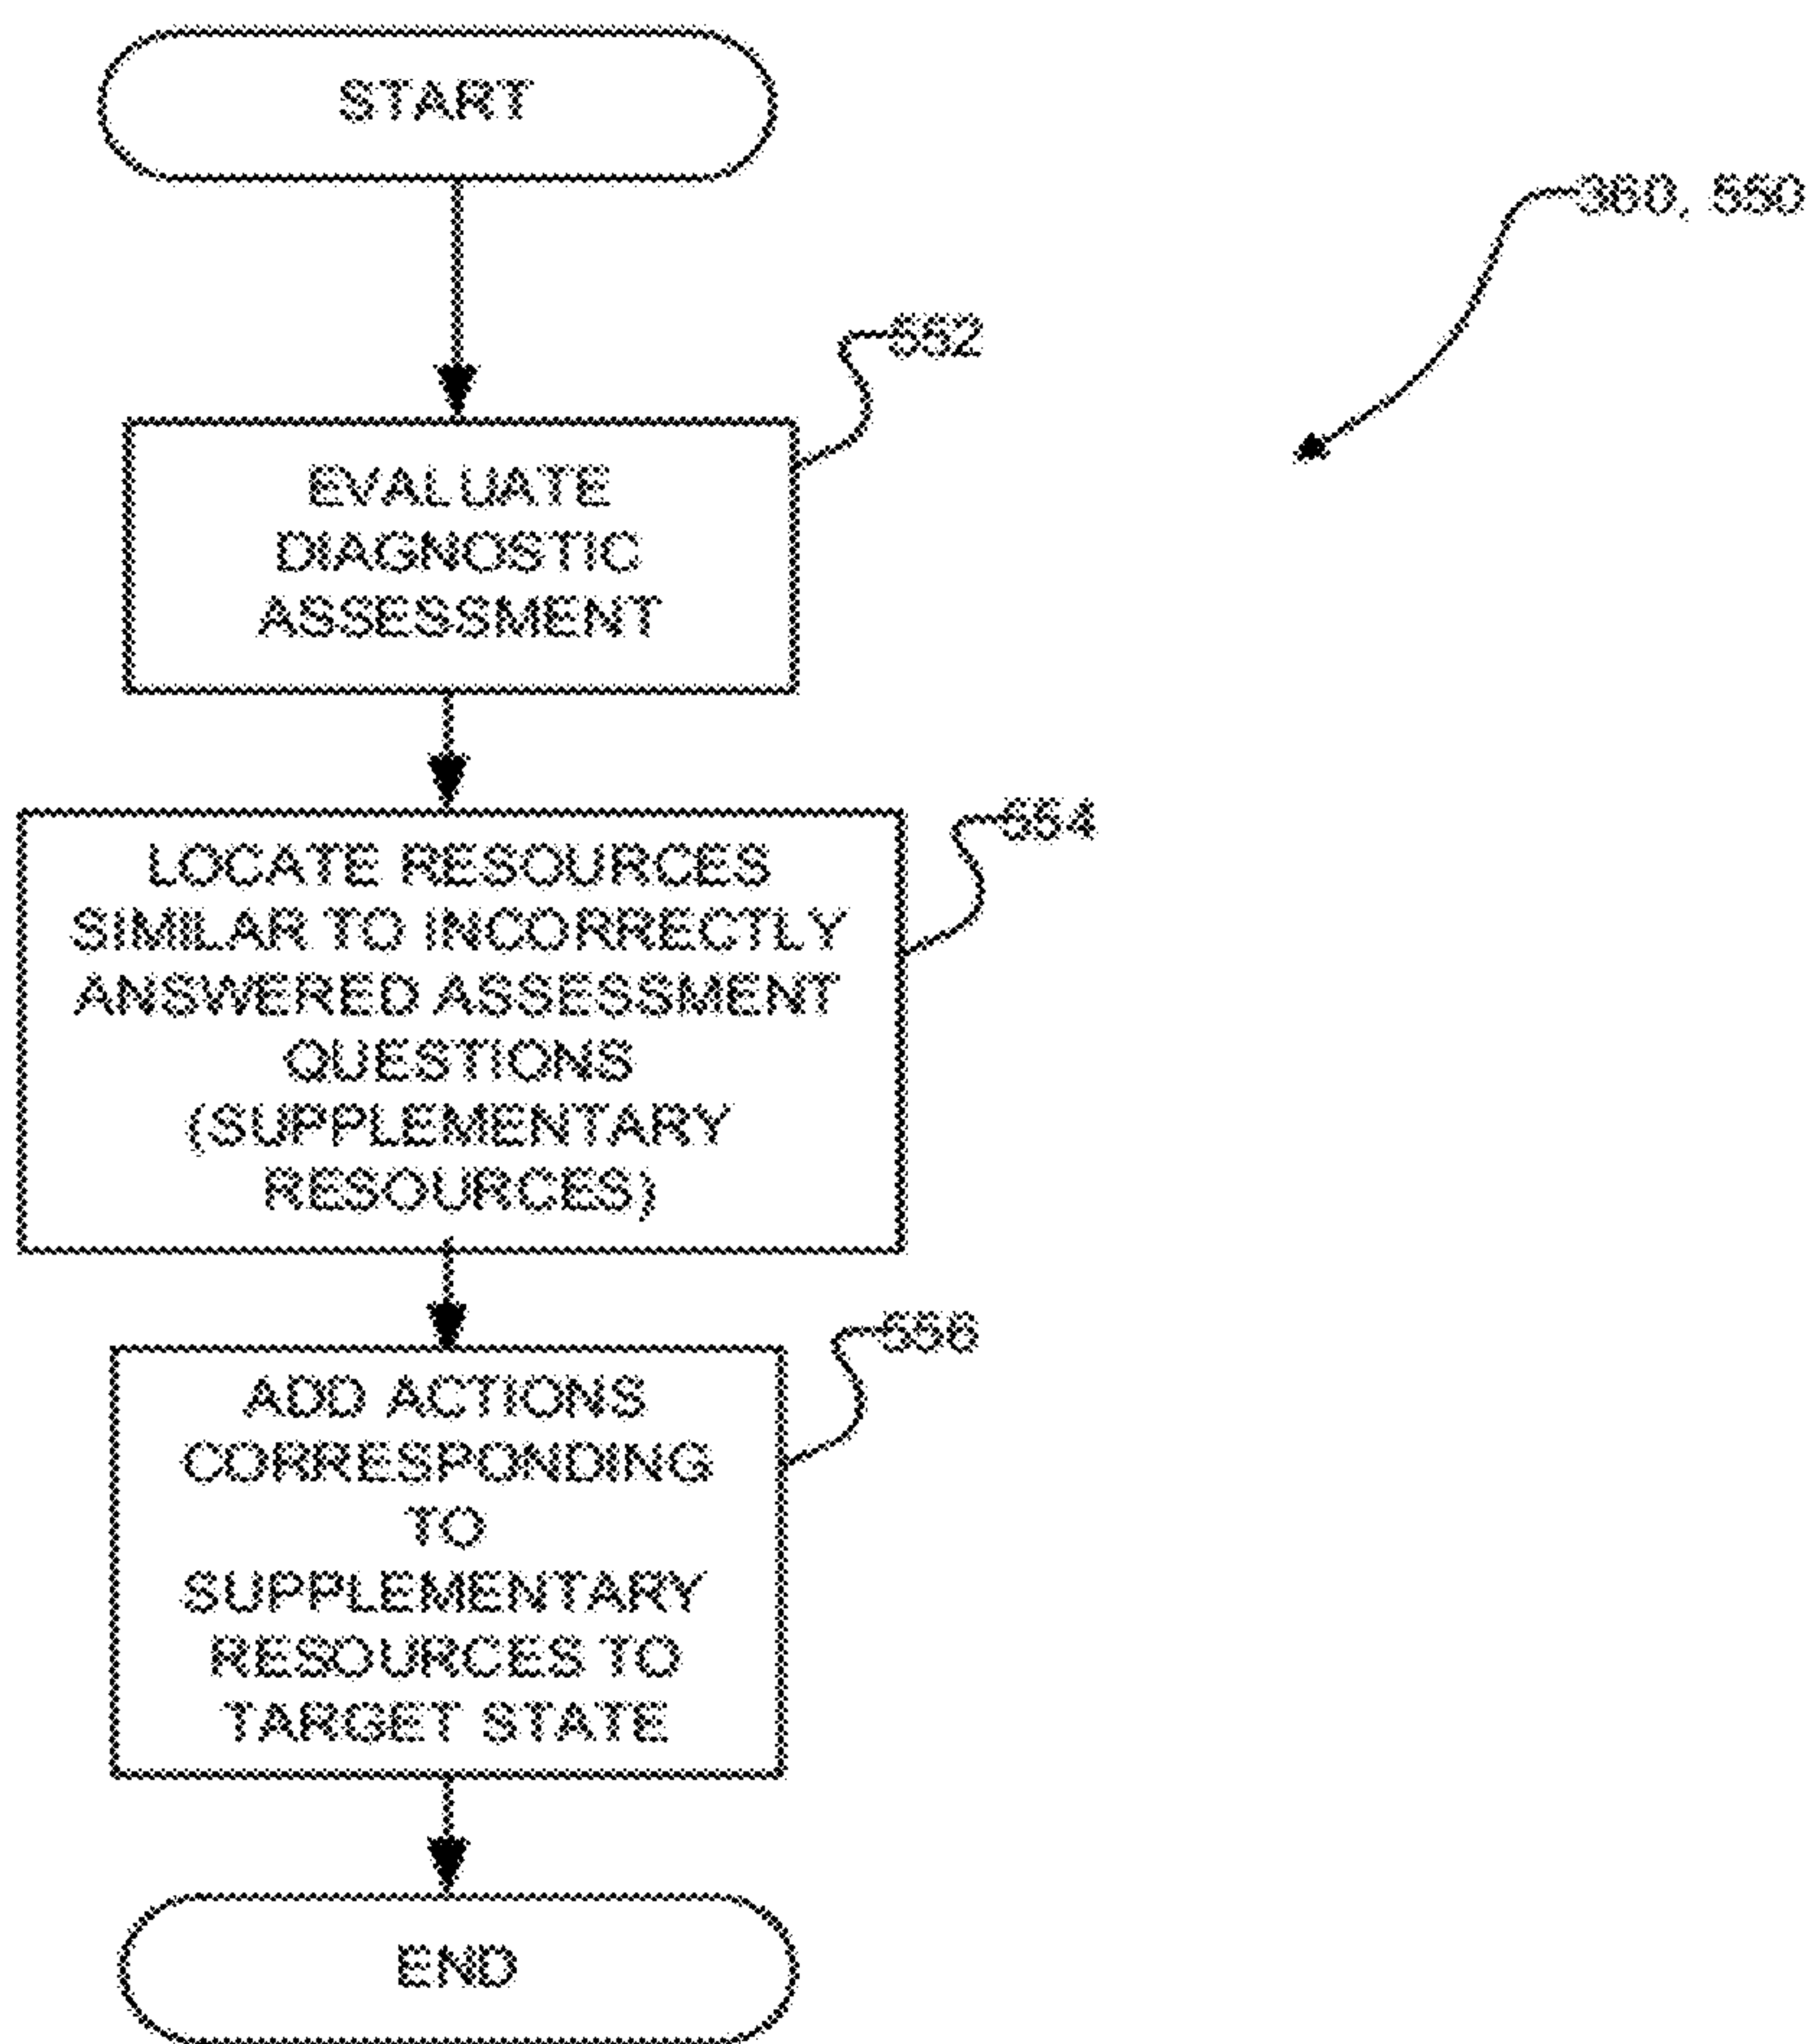 START
360, 550
552
EVALUATE
DIAGNOSTIC
ASSESSMENT
554
LOCATE RESOURCES
SIMILAR TO INCORRECTLY
ANSWERED ASSESSMENT
QUESTIONS
(SUPPLEMENTARY
RESOURCES)
556
ADD ACTIONS
CORRESPONDING
TO
SUPPLEMENTARY
RESOURCES TO
TARGET STATE
END